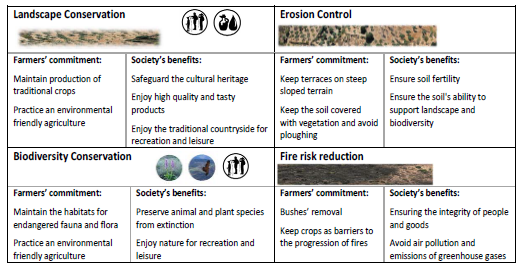 Landscape Conservation
Farmers' commitment:
Maintain production of
traditional crops
Practice an environmental
friendly agriculture
Society's benefits:
Safeguard the cultural heritage
Enjoy high quality and tasty
products
Enjoy the traditional countryside for
recreation and leisure
Erosion Control
Farmers' commitment:
Keep terraces on steep
sloped terrain
Keep the soil covered
with vegetation and avoid
ploughing
Society's benefits:
Ensure soil fertility
Ensure the soil's ability to
support landscape and
biodiversity
Biodiversity Conservation
Farmers' commitment:
Maintain the habitats for
endangered fauna and flora
Practice an environmental
friendly agriculture
Society's benefits:
Preserve animal and plant species
from extinction
Enjoy nature for recreation and
leisure
Fire risk reduction
Farmers' commitment:
Bushes' removal
Keep crops as barriers to
the progression of fires
Society's benefits:
Ensuring the integrity of people
and goods
Avoid air pollution and
emissions of greenhouse gases